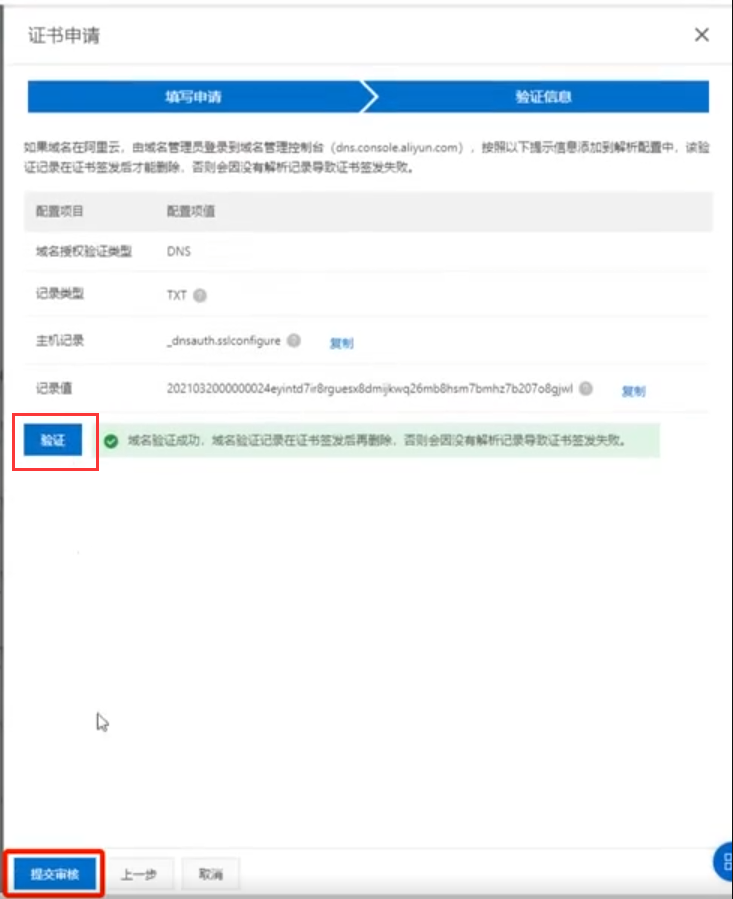 证书申请
填写申请 验证信息
如果域名在阿里云，由域名管理员登录到域名管理控制台（dns.console.aliyun.com），按照以下提示信息添加到解析配置中，该验
证记录在证书签发后才能删除，否则会因没有解析记录导致证书签发失败。
配置项目 配置项值
域名授权验证类型 DNS
记录类型 TXT
主机记录 _dnsauth.sslconfigure 复制
记录值 2021032000000024eyintd7ir8rguesx8dmijkwq26mb8hsm7bmhz7b207o8gjwl 复制
验证 域名验证成功，域名验证记录在证书签发后再删除，否则会因没有解析记录导致证书签发失败。
提交审核 上一步 取消